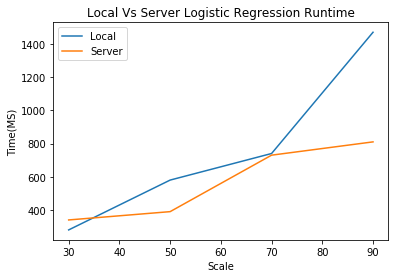 Local Vs Server Logistic Regression Runtime
Local
Server
1400
1200
1000
800
600
400
Time(MS)
30 40 50 60 70 80 90
Scale